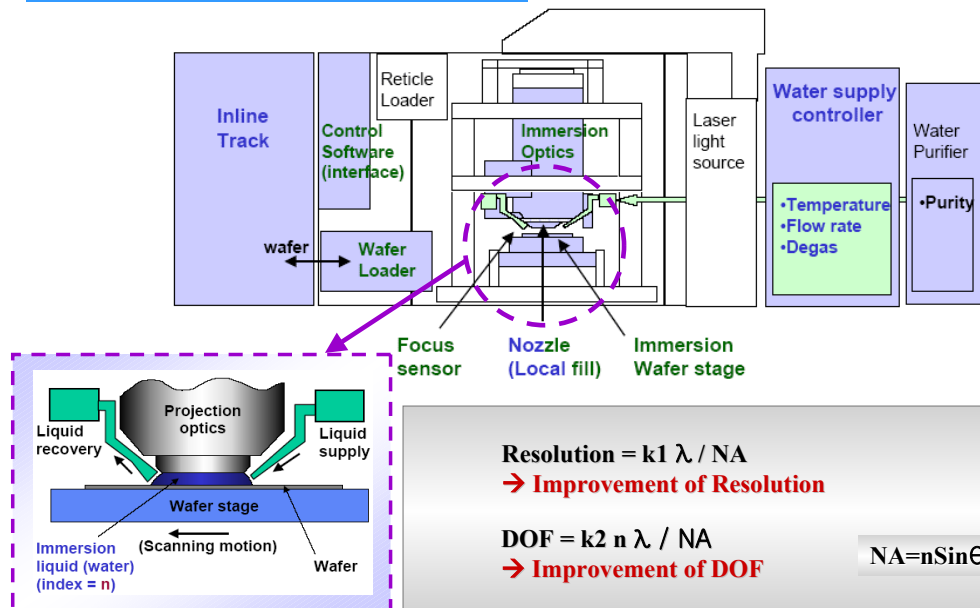 Inline
Track
Control
Software
(interface)
Reticle
Loader
Immersion
Optics
Laser
light
source
Water supply
controller
Water
Purifier
•Temperature
•Flow rate
•Degas
•Purity
wafer
Wafer
Loader
Focus
sensor
Nozzle
(Local fill)
Immersion
Wafer stage
Projection
optics
Liquid
recovery
Liquid
supply
Wafer stage
(Scanning motion)
Immersion
liquid (water)
(index = n)
Wafer
Resolution = k1 λ / NA
→ Improvement of Resolution
DOF = k2 n λ / NA
→ Improvement of DOF
NA=nSinθ